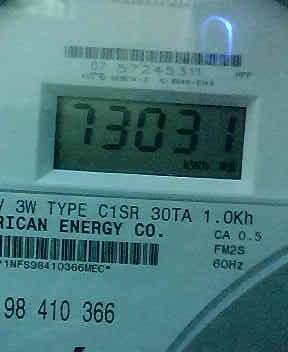 07 57245311
73031
kWh
V 3W TYPE C1SR 30TA 1.0Kh
RICAN ENERGY CO.
CA 0.5
FM2S
60Hz
*1NFS98410366MEC*
98 410 366